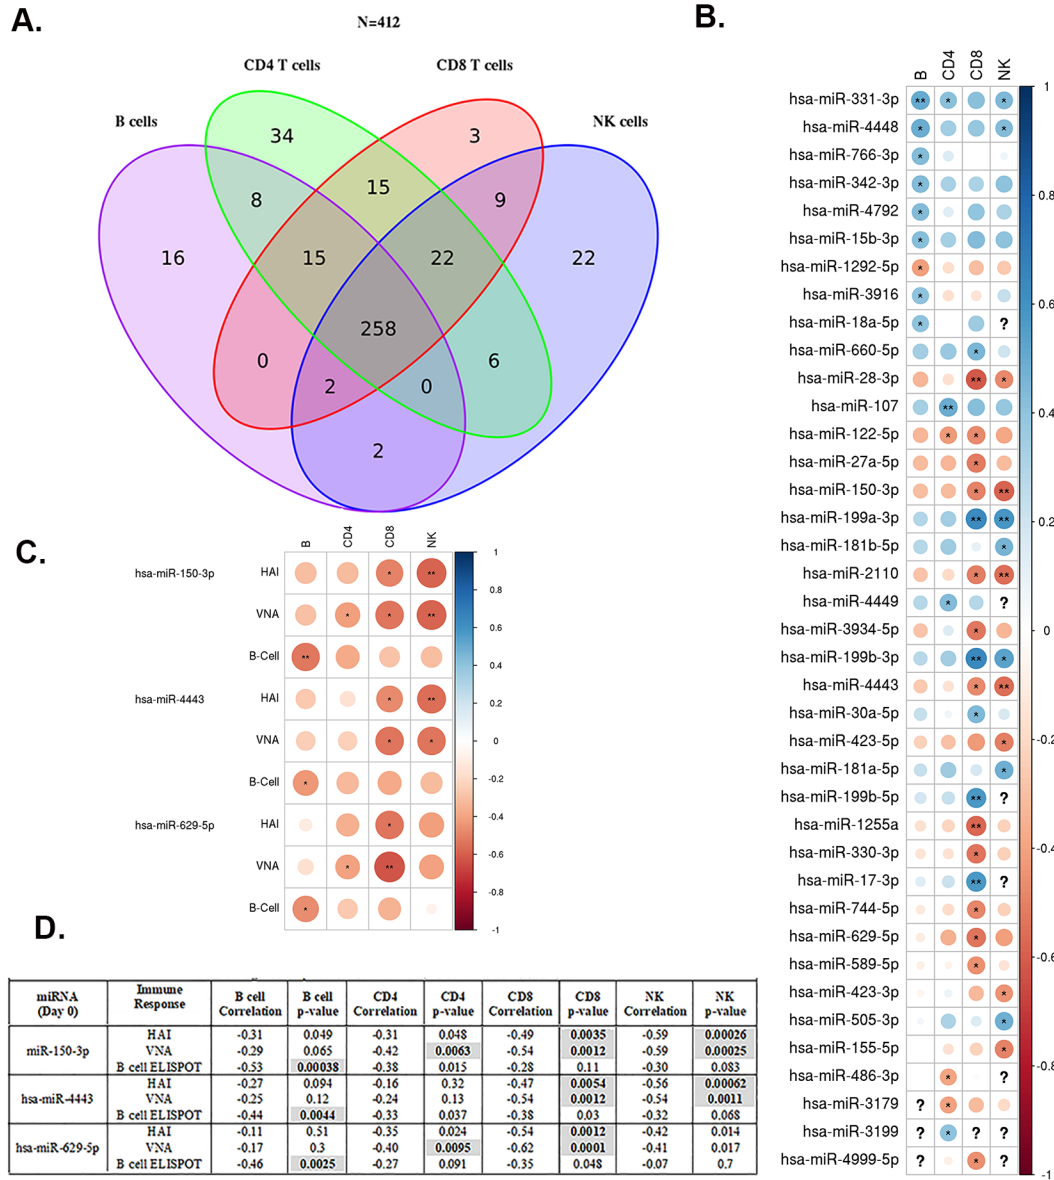 A.
N=412
CD4 T cells
CD8 T cells
B cells
NK cells
34
3
8
15
9
16
15
22
22
258
0
2
0
6
2
B.
B
CD4
CD8
NK
hsa-miR-331-3p ** * *
hsa-miR-4448 * *
hsa-miR-766-3p *
hsa-miR-342-3p *
hsa-miR-4792 *
hsa-miR-15b-3p *
hsa-miR-1292-5p *
hsa-miR-3916 *
hsa-miR-18a-5p * ?
hsa-miR-660-5p *
hsa-miR-28-3p ** *
hsa-miR-107 **
hsa-miR-122-5p * *
hsa-miR-27a-5p *
hsa-miR-150-3p * **
hsa-miR-199a-3p ** **
hsa-miR-181b-5p *
hsa-miR-2110 * **
hsa-miR-4449 * ?
hsa-miR-3934-5p *
hsa-miR-199b-3p ** *
hsa-miR-4443 * **
hsa-miR-30a-5p *
hsa-miR-423-5p *
hsa-miR-181a-5p *
hsa-miR-199b-5p ** ?
hsa-miR-1255a **
hsa-miR-330-3p *
hsa-miR-17-3p ** ?
hsa-miR-744-5p *
hsa-miR-629-5p *
hsa-miR-589-5p *
hsa-miR-423-3p *
hsa-miR-505-3p *
hsa-miR-155-5p *
hsa-miR-486-3p * ?
hsa-miR-3179 ? *
hsa-miR-3199 ? * ? ?
hsa-miR-4999-5p ? * ?
1
0.8
0.6
0.4
0.2
0
-0.2
-0.4
-0.6
-0.8
-1
C.
B
CD4
CD8
NK
hsa-miR-150-3p HAI * **
VNA * * **
B-Cell **
hsa-miR-4443 HAI * **
VNA * *
B-Cell *
hsa-miR-629-5p HAI *
VNA * **
B-Cell *
1
0.8
0.6
0.4
0.2
0
-0.2
-0.4
-0.6
-0.8
-1
D.
miRNA (Day 0) Immune Response B cell Correlation B cell p-value CD4 Correlation CD4 p-value CD8 Correlation CD8 p-value NK Correlation NK p-value
miR-150-3p HAI -0.31 0.049 -0.31 0.048 -0.49 0.0035 -0.59 0.00026
VNA -0.29 0.065 -0.42 0.0063 -0.54 0.0012 -0.59 0.00025
B cell ELISPOT -0.53 0.00038 -0.38 0.015 -0.28 0.11 -0.30 0.083
hsa-miR-4443 HAI -0.27 0.094 -0.16 0.32 -0.47 0.0054 -0.56 0.00062
VNA -0.25 0.12 -0.24 0.13 -0.54 0.0012 -0.54 0.0011
B cell ELISPOT -0.44 0.0044 -0.33 0.037 -0.38 0.03 -0.32 0.068
hsa-miR-629-5p HAI -0.11 0.51 -0.35 0.024 -0.54 0.0012 -0.42 0.014
VNA -0.17 0.3 -0.40 0.0095 -0.62 0.0001 -0.41 0.017
B cell ELISPOT -0.46 0.0025 -0.27 0.091 -0.35 0.048 -0.07 0.7